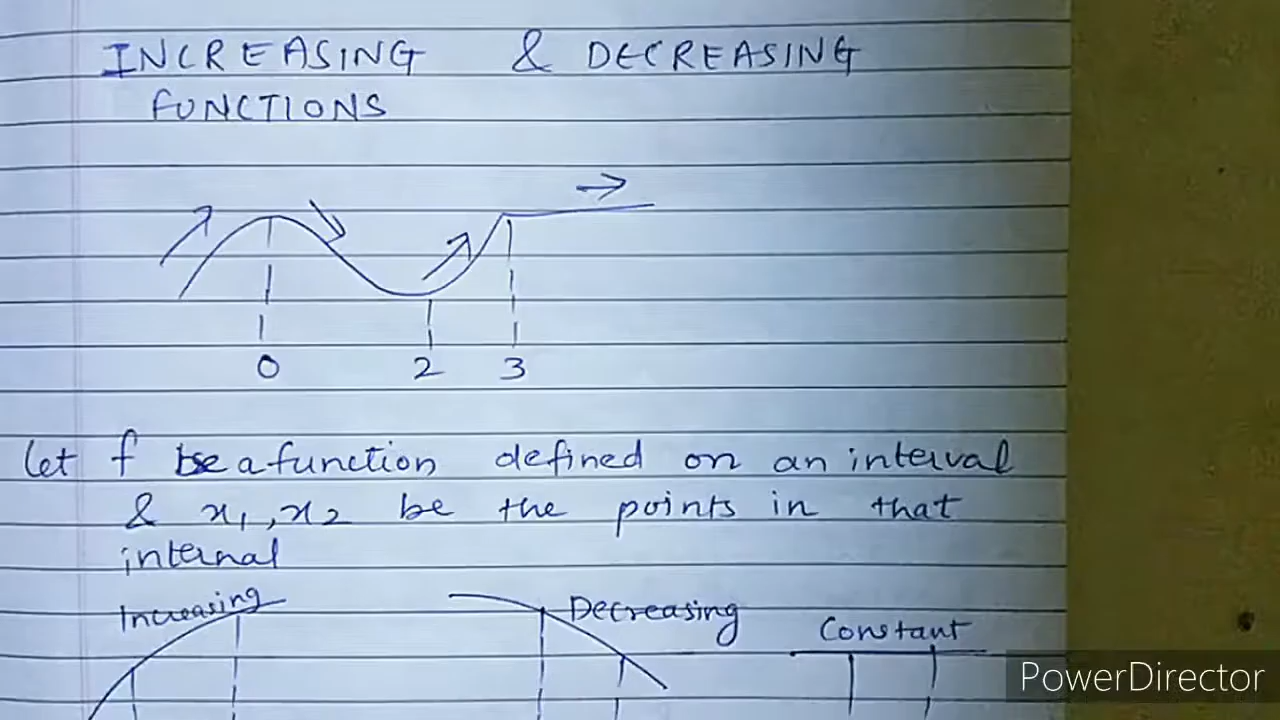 INCREASING & DECREASING
FUNCTIONS
0 2 3
Let f be a function defined on an interval
& x1, x2 be the points in that
internal
Increasing Decreasing Constant
PowerDirector